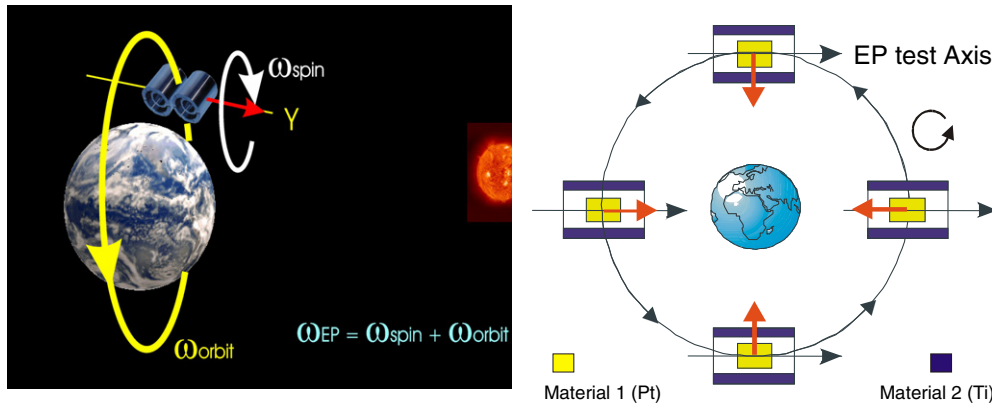 ωspin
Y
ωorbit
ωEP = ωspin + ωorbit
EP test Axis
Material 1 (Pt)
Material 2 (Ti)